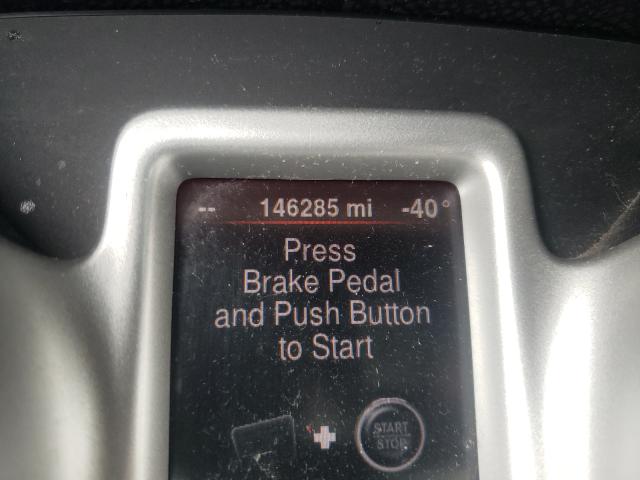 -- 146285 mi -40°
Press
Brake Pedal
and Push Button
to Start
START
STOP